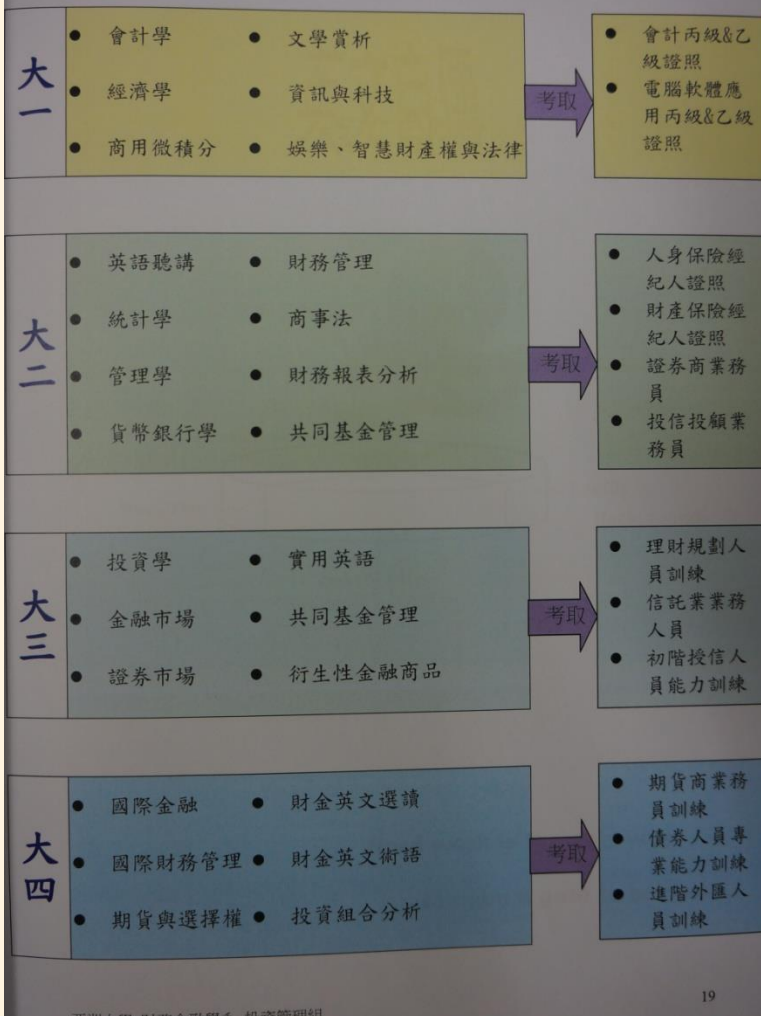 大一
會計學
經濟學
商用微積分
文學賞析
資訊與科技
娛樂、智慧財產權與法律
考取
會計丙級&乙
級證照
電腦軟體應
用丙級&乙級
證照
大二
英語聽講
統計學
管理學
貨幣銀行學
財務管理
商事法
財務報表分析
共同基金管理
考取
人身保險經
紀人證照
財產保險經
紀人證照
證券商業務
員
投信投顧業
務員
大三
投資學
金融市場
證券市場
實用英語
共同基金管理
衍生性金融商品
考取
理財規劃人
員訓練
信託業業務
人員
初階授信人
員能力訓練
大四
國際金融
國際財務管理
期貨與選擇權
財金英文選讀
財金英文術語
投資組合分析
考取
期貨商業務
員訓練
債券人員專
業能力訓練
進階外匯人
員訓練
19